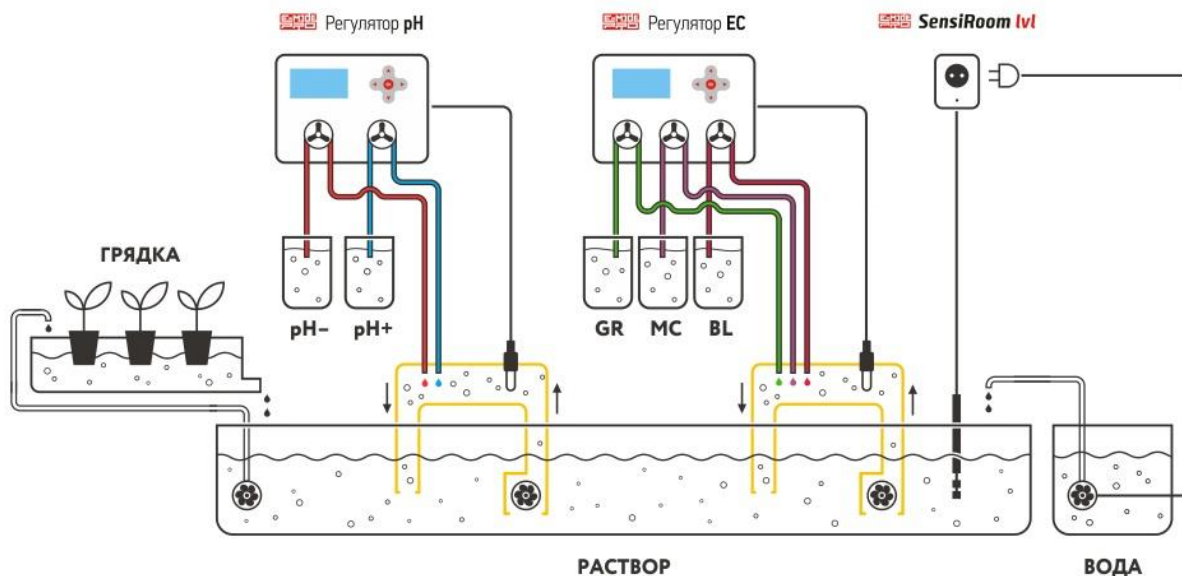 Регулятор pH
Регулятор EC
SensiRoom lvl
ГРЯДКА
pH−
pH+
GR
MC
BL
РАСТВОР
ВОДА